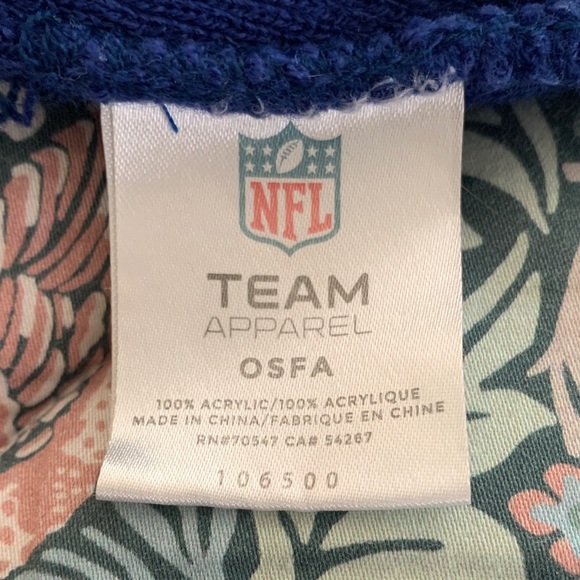 NFL
TEAM
APPAREL
OSFA
100% ACRYLIC/100% ACRYLIQUE
MADE IN CHINA/FABRIQUE EN CHINE
RN#70547 CA# 54267
106500